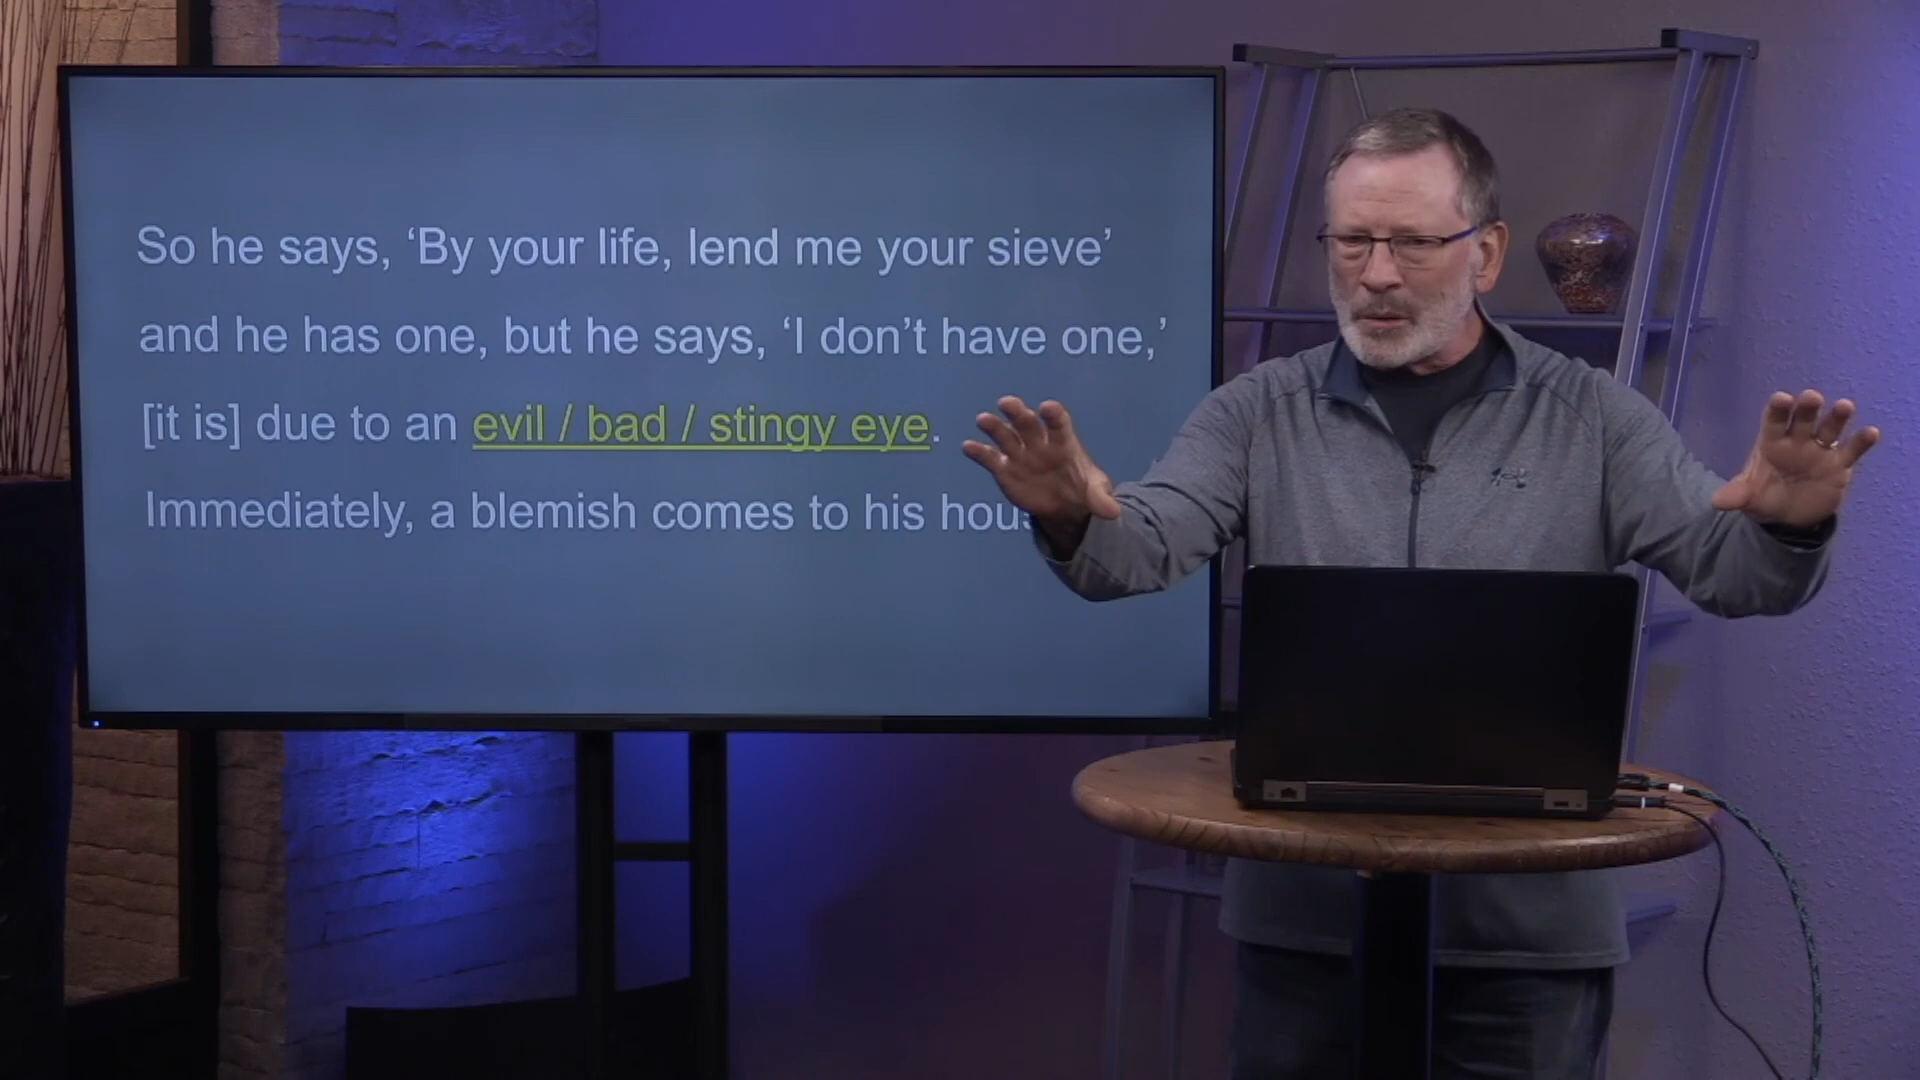 So he says, ‘By your life, lend me your sieve’
and he has one, but he says, ‘I don’t have one,’
[it is] due to an evil / bad / stingy eye.
Immediately, a blemish comes to his